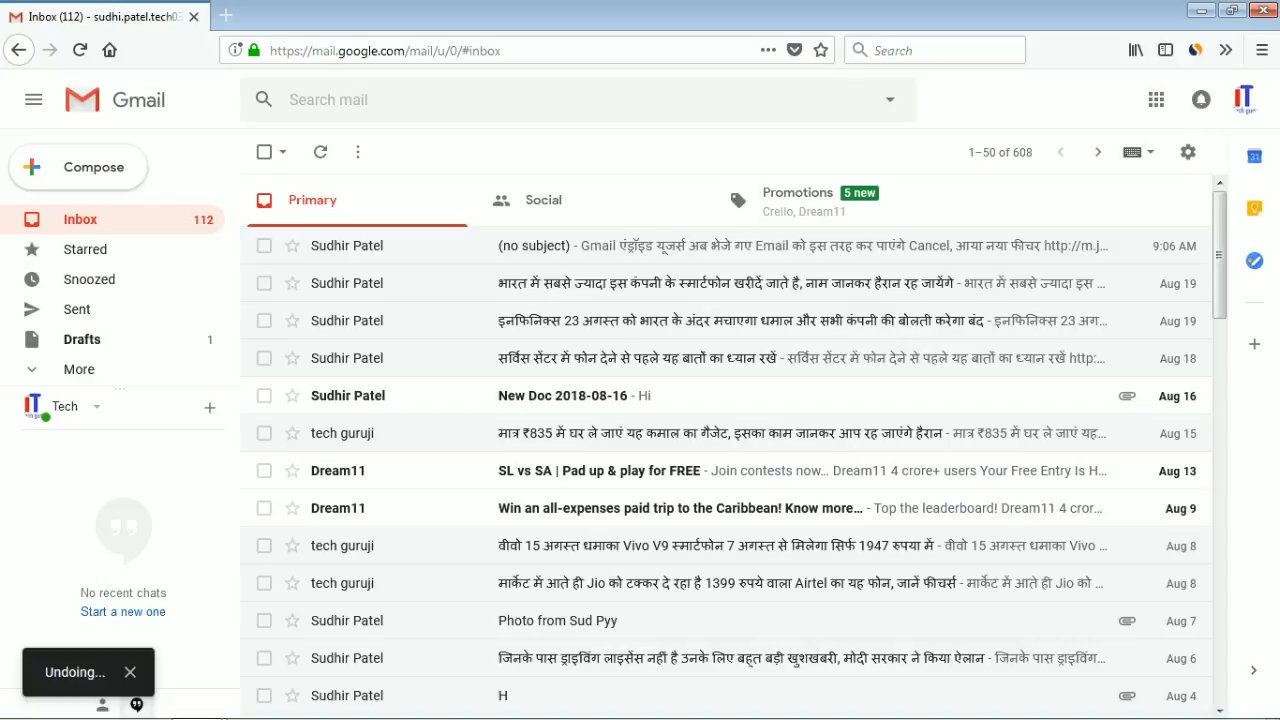 Inbox (112) - sudhi.patel.tech03
https://mail.google.com/mail/u/0/#inbox
Search
Gmail
Search mail
Compose
1–50 of 608
Primary
Social
Promotions 5 new
Crello, Dream11
Inbox 112
Starred
Snoozed
Sent
Drafts 1
More
Tech
No recent chats
Start a new one
Undoing...
Sudhir Patel (no subject) - Gmail एंड्रॉइड यूजर्स अब भेजे गए Email को इस तरह कर पाएंगे Cancel, आया नया फीचर http://m.j... 9:06 AM
Sudhir Patel भारत में सबसे ज्यादा इस कंपनी के स्मार्टफोन खरीदें जाते है, नाम जानकर हैरान रह जायेंगे - भारत में सबसे ज्यादा इस ... Aug 19
Sudhir Patel इनफिनिक्स 23 अगस्त को भारत के अंदर मचाएगा धमाल और सभी कंपनी की बोलती करेगा बंद - इनफिनिक्स 23 अग... Aug 19
Sudhir Patel सर्विस सेंटर में फोन देने से पहले यह बातों का ध्यान रखें - सर्विस सेंटर में फोन देने से पहले यह बातों का ध्यान रखें http:... Aug 18
Sudhir Patel New Doc 2018-08-16 - Hi Aug 16
tech guruji मात्र ₹835 में घर ले जाएं यह कमाल का गैजेट, इसका काम जानकर आप रह जाएंगे हैरान - मात्र ₹835 में घर ले जाएं यह... Aug 15
Dream11 SL vs SA | Pad up & play for FREE - Join contests now... Dream11 4 crore+ users Your Free Entry Is H... Aug 13
Dream11 Win an all-expenses paid trip to the Caribbean! Know more... - Top the leaderboard! Dream11 4 cror... Aug 9
tech guruji वीवो 15 अगस्त धमाका Vivo V9 स्मार्टफोन 7 अगस्त से मिलेगा सिर्फ 1947 रुपया में - वीवो 15 अगस्त धमाका Vivo ... Aug 8
tech guruji मार्केट में आते ही Jio को टक्कर दे रहा है 1399 रुपये वाला Airtel का यह फोन, जानें फीचर्स - मार्केट में आते ही Jio को ... Aug 8
Sudhir Patel Photo from Sud Pyy Aug 7
Sudhir Patel जिनके पास ड्राइविंग लाइसेंस नहीं है उनके लिए बहत बड़ी खुशखबरी, मोदी सरकार ने किया ऐलान - जिनके पास ड्राइविंग ... Aug 6
Sudhir Patel H Aug 4